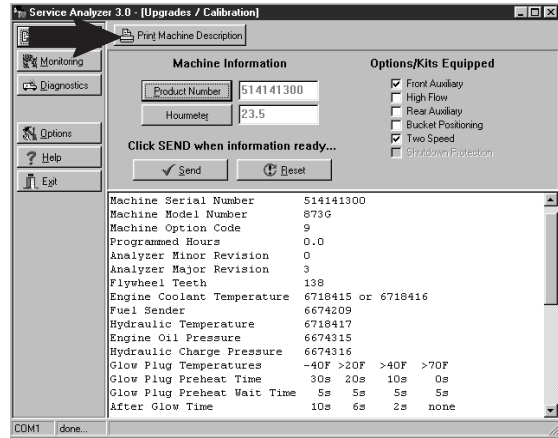 Service Analyzer 3.0 - [Upgrades / Calibration]
Print Machine Description
Monitoring
Diagnostics
Options
Help
Exit
Machine Information
Product Number 514141300
Hourmeter 23.5
Click SEND when information ready...
Send Reset
Options/Kits Equipped
Front Auxiliary
High Flow
Rear Auxiliary
Bucket Positioning
Two Speed
Shutdown Protection
Machine Serial Number 514141300
Machine Model Number 873G
Machine Option Code 9
Programmed Hours 0.0
Analyzer Minor Revision 0
Analyzer Major Revision 3
Flywheel Teeth 138
Engine Coolant Temperature 6718415 or 6718416
Fuel Sender 6674209
Hydraulic Temperature 6718417
Engine Oil Pressure 6674315
Hydraulic Charge Pressure 6674316
Glow Plug Temperatures -40F >20F >40F >70F
Glow Plug Preheat Time 30s 20s 10s 0s
Glow Plug Preheat Wait Time 5s 5s 5s 5s
After Glow Time 10s 6s 2s none
COM1 done...